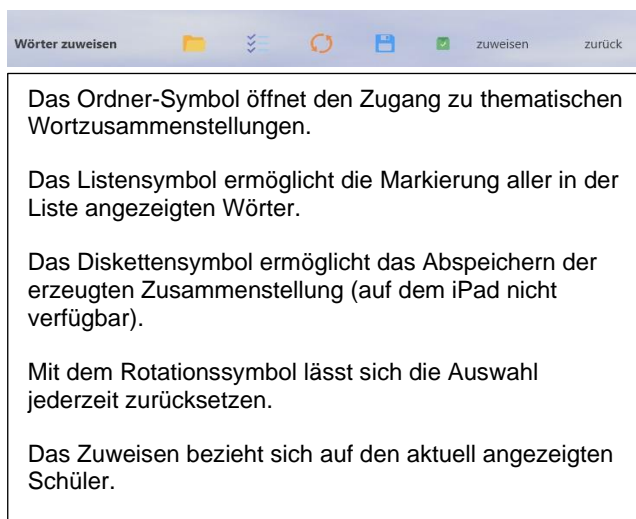 Wörter zuweisen zuweisen zurück
Das Ordner-Symbol öffnet den Zugang zu thematischen
Wortzusammenstellungen.
Das Listensymbol ermöglicht die Markierung aller in der
Liste angezeigten Wörter.
Das Diskettensymbol ermöglicht das Abspeichern der
erzeugten Zusammenstellung (auf dem iPad nicht
verfügbar).
Mit dem Rotationssymbol lässt sich die Auswahl
jederzeit zurücksetzen.
Das Zuweisen bezieht sich auf den aktuell angezeigten
Schüler.